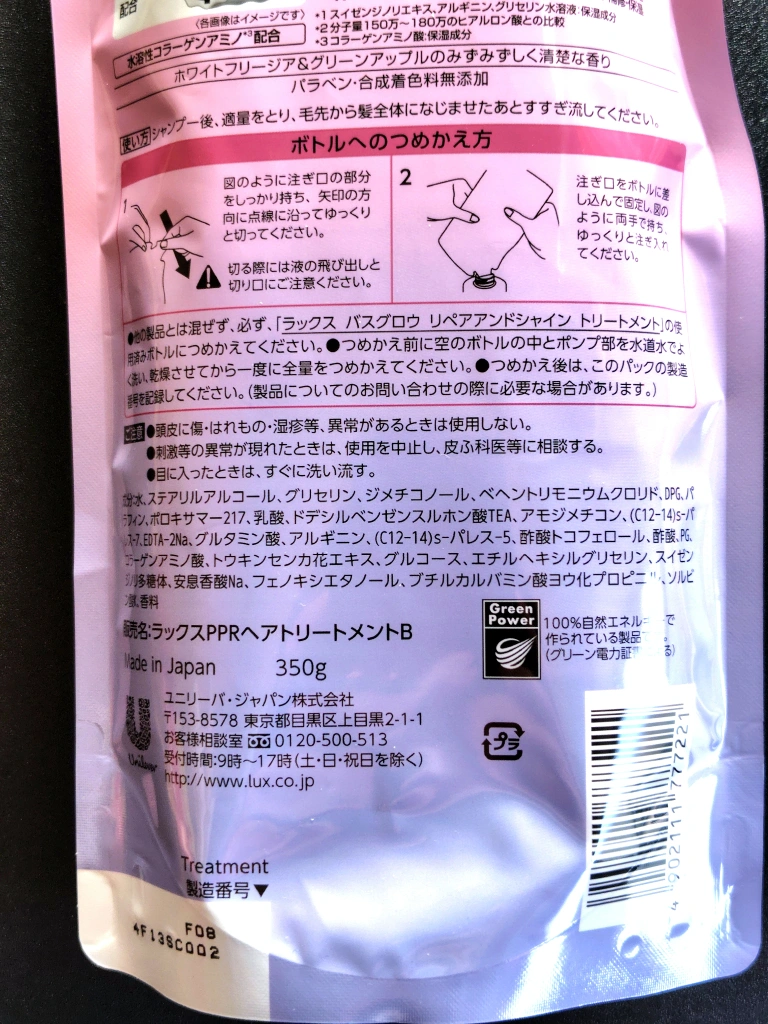 配合
〈各画像はイメージです〉
*1 スイゼンジノリエキス、アルギニン、グリセリン水溶液:保湿成分
*2 分子量150万~180万のヒアルロン酸との比較
*3 コラーゲンアミノ酸:保湿成分
水溶性コラーゲンアミノ*3配合
ホワイトフリージア&グリーンアップルのみずみずしく清楚な香り
パラベン・合成着色料無添加
使い方 シャンプー後、適量をとり、毛先から髪全体になじませたあとすすぎ流してください。
ボトルへのつめかえ方
1
図のように注ぎ口の部分
をしっかり持ち、矢印の方
向に点線に沿ってゆっくり
と切ってください。
切る際には液の飛び出しと
切り口にご注意ください。
2
注ぎ口をボトルに差
し込んで固定し、図の
ように両手で持ち、
ゆっくりと注ぎ入れ
てください。
●他の製品とは混ぜず、必ず、「ラックス バスグロウ リペアアンドシャイン トリートメント」の使
用済みボトルにつめかえてください。●つめかえ前に空のボトルの中とポンプ部を水道水でよ
く洗い、乾燥させてから一度に全量をつめかえてください。●つめかえ後は、このパックの製造
番号を記録してください。(製品についてのお問い合わせの際に必要な場合があります。)
ご注意 ●頭皮に傷・はれもの・湿疹等、異常があるときは使用しない。
●刺激等の異常が現れたときは、使用を中止し、皮ふ科医等に相談する。
●目に入ったときは、すぐに洗い流す。
成分:水、ステアリルアルコール、グリセリン、ジメチコノール、ベヘントリモニウムクロリド、DPG、パ
ラフィン、ポロキサマー217、乳酸、ドデシルベンゼンスルホン酸TEA、アモジメチコン、(C12-14)s-パ
レス-7、EDTA-2Na、グルタミン酸、アルギニン、(C12-14)s-パレス-5、酢酸トコフェロール、酢酸、PG、
コラーゲンアミノ酸、トウキンセンカ花エキス、グルコース、エチルヘキシルグリセリン、スイゼン
ジノリ多糖体、安息香酸Na、フェノキシエタノール、ブチルカルバミン酸ヨウ化プロピニル、ソルビ
ン酸K、香料
販売名:ラックスPPRヘアトリートメントB
Made in Japan 350g
Green
Power
100%自然エネルギーで
作られている製品です。
(グリーン電力証書による)
Unilever
ユニリーバ・ジャパン株式会社
〒153-8578 東京都目黒区上目黒2-1-1
お客様相談室 0120-500-513
受付時間:9時~17時(土・日・祝日を除く)
http://www.lux.co.jp
プラ
4 902111 777221
Treatment
製造番号▼
F08
4F13SC002